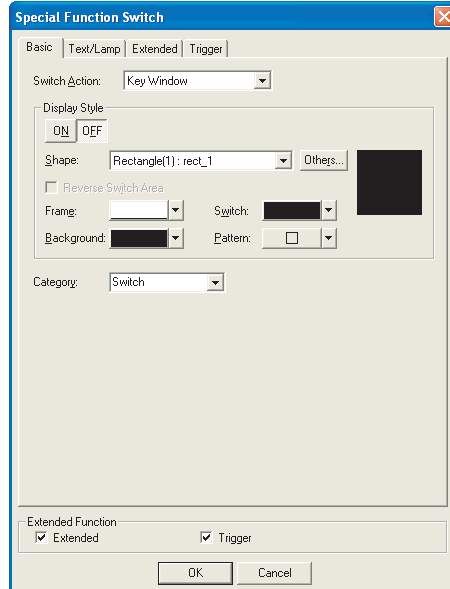 Special Function Switch
Basic Text/Lamp Extended Trigger
Switch Action: Key Window
Display Style
ON OFF
Shape: Rectangle(1) : rect_1 Others...
Reverse Switch Area
Frame: Switch:
Background: Pattern:
Category: Switch
Extended Function
Extended Trigger
OK Cancel